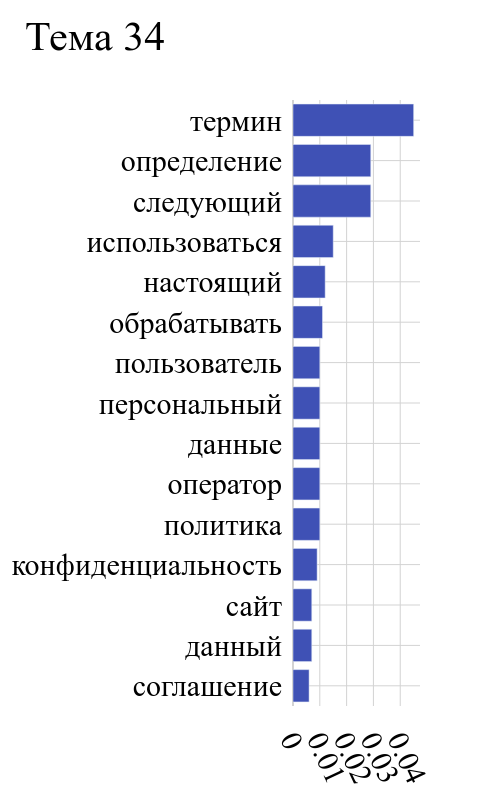 Тема 34
термин
определение
следующий
использоваться
настоящий
обрабатывать
пользователь
персональный
данные
оператор
политика
конфиденциальность
сайт
данный
соглашение
0 0.01 0.02 0.03 0.04